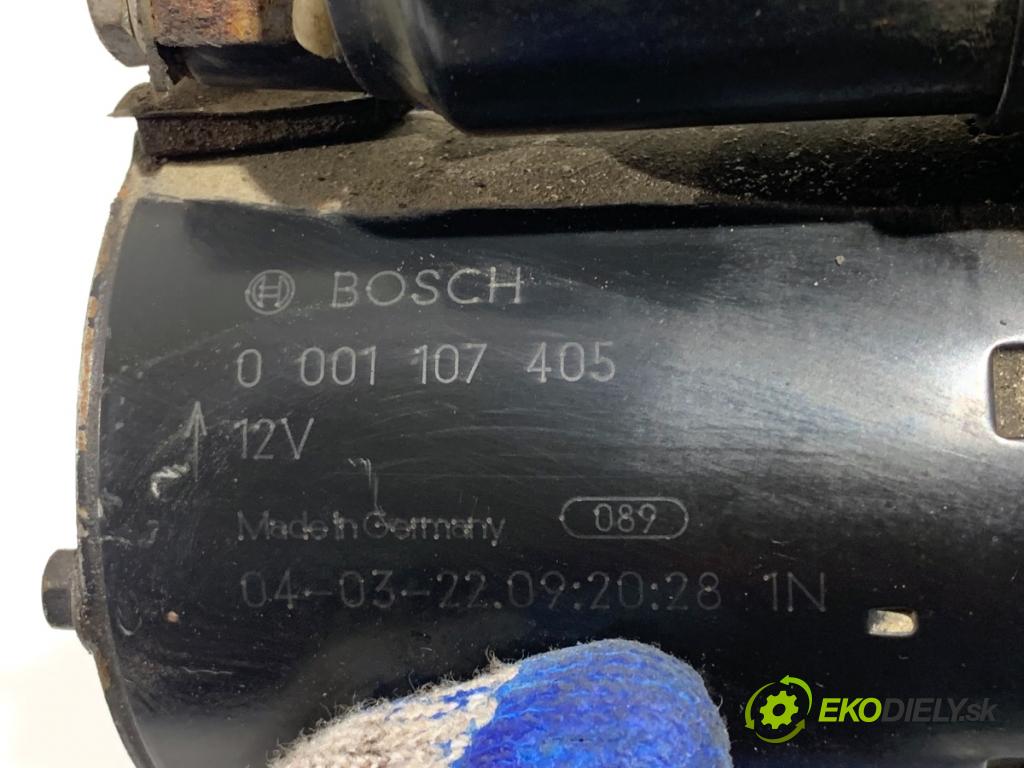 BOSCH
0 001 107 405
12V
Made in Germany 089
04-03-22.09:20:28 1N
EKODIELY.sk